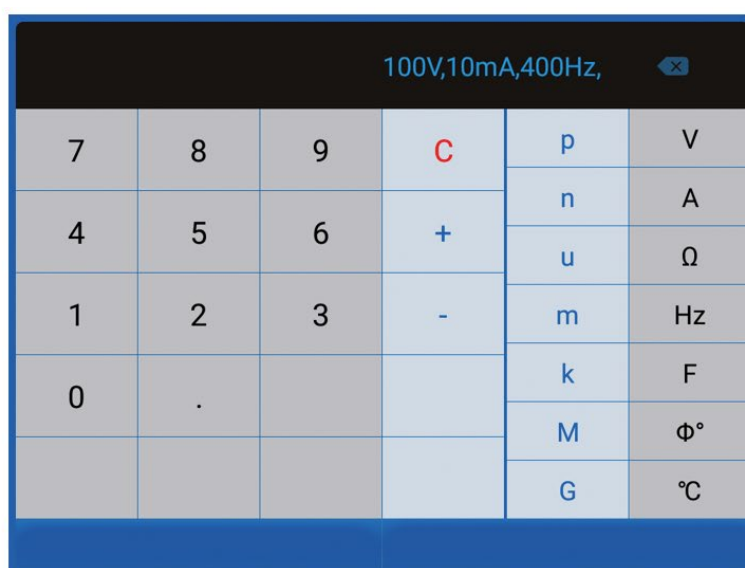 100V,10mA,400Hz,
7 8 9 C p V
n A
4 5 6 + u Ω
1 2 3 - m Hz
k F
0 .
M Φ°
G ℃